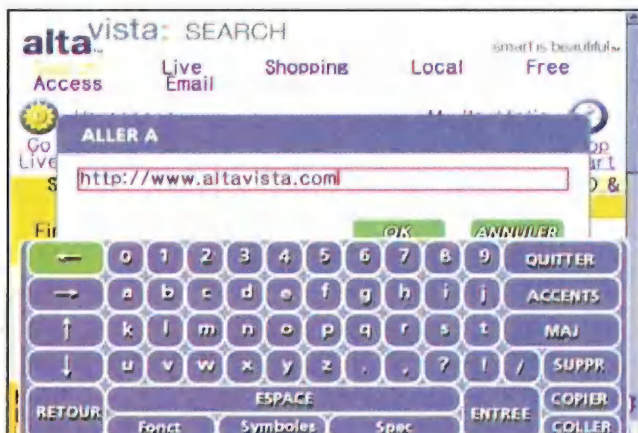 alta vista: SEARCH
smart is beautiful
Access Live Email Shopping Local Free
Go
Live
ALLER A
http://www.altavista.com
OK ANNULER
← 0 1 2 3 4 5 6 7 8 9 QUITTER
→ a b c d e f g h i j ACCENTS
↑ k l m n o p q r s t MAJ
↓ u v w x y z . , ? ! / SUPPR
RETOUR ESPACE ENTREE COPIER
Fonct Symboles Spec COLLER